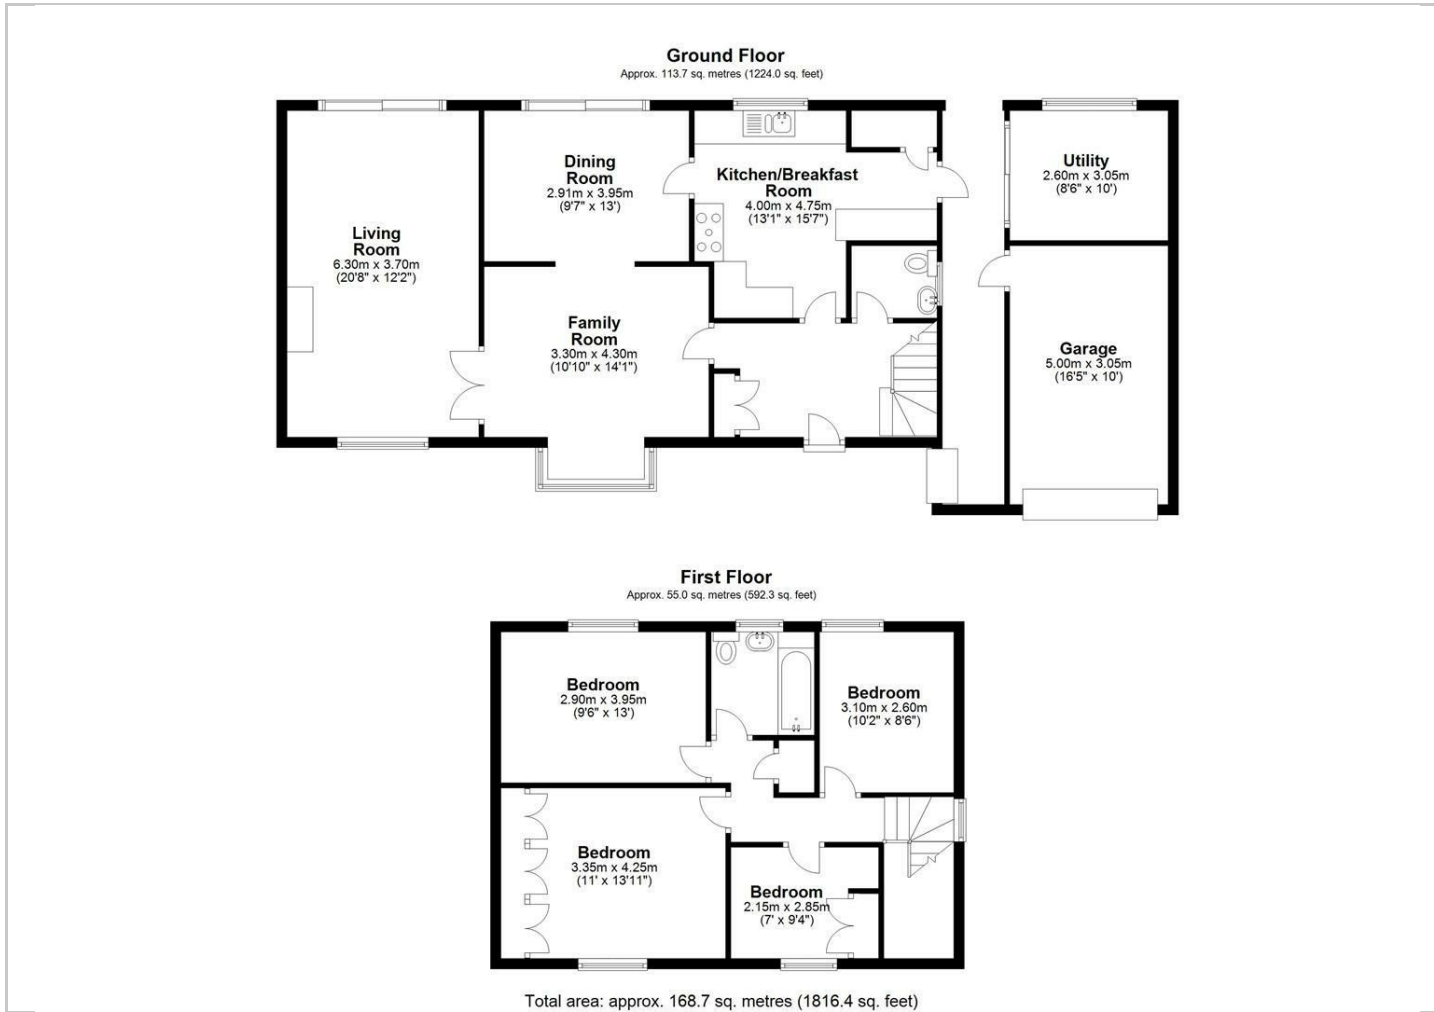 Ground Floor
Approx. 113.7 sq. metres (1224.0 sq. feet)
Living
Room
6.30m x 3.70m
(20'8" x 12'2")
Dining
Room
2.91m x 3.95m
(9'7" x 13')
Kitchen/Breakfast
Room
4.00m x 4.75m
(13'1" x 15'7")
Utility
2.60m x 3.05m
(8'6" x 10')
Family
Room
3.30m x 4.30m
(10'10" x 14'1")
Garage
5.00m x 3.05m
(16'5" x 10')
First Floor
Approx. 55.0 sq. metres (592.3 sq. feet)
Bedroom
2.90m x 3.95m
(9'6" x 13')
Bedroom
3.10m x 2.60m
(10'2" x 8'6")
Bedroom
3.35m x 4.25m
(11' x 13'11")
Bedroom
2.15m x 2.85m
(7' x 9'4")
Total area: approx. 168.7 sq. metres (1816.4 sq. feet)